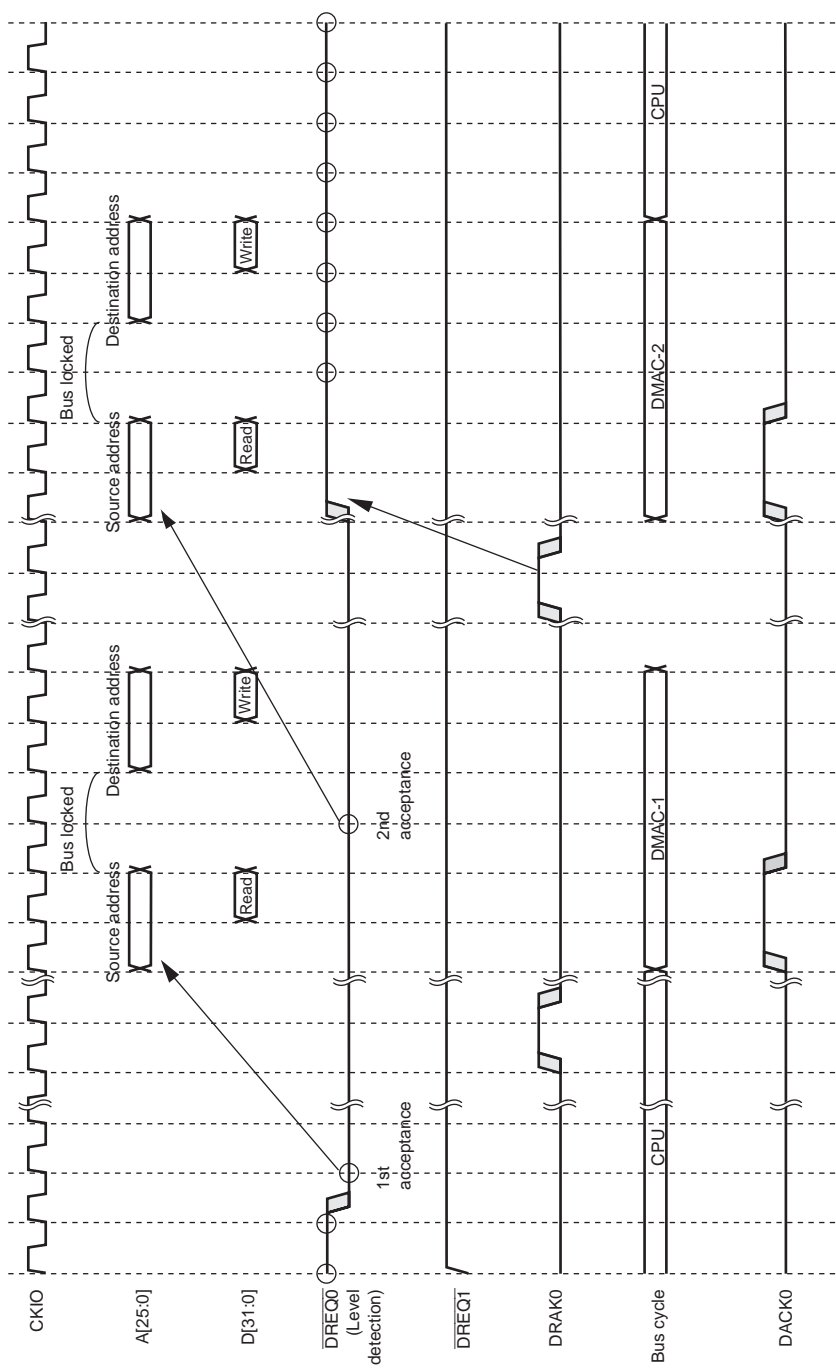 CKIO
Bus locked
Bus locked
Source address
Destination address
Source address
Destination address
A[25:0]
D[31:0]
Read
Write
Read
Write
DREQ0
(Level
detection)
1st
acceptance
2nd
acceptance
DREQ1
DRAK0
Bus cycle
CPU
DMAC-1
DMAC-2
CPU
DACK0